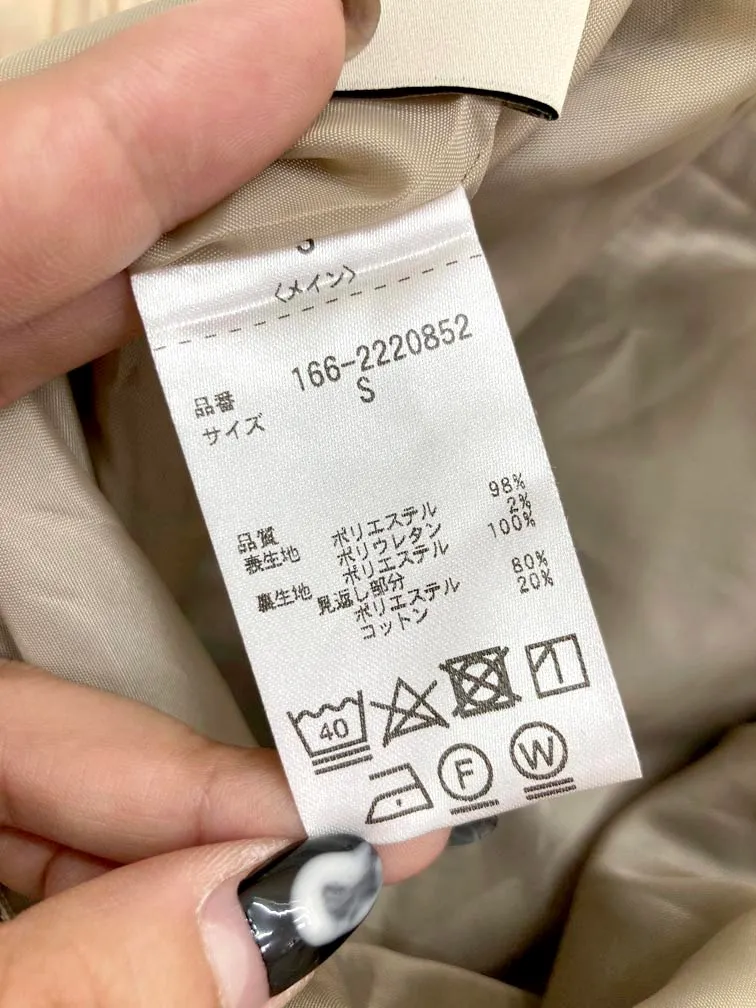 〈メイン〉
品番 166-2220852
サイズ S
品質
表生地 ポリエステル 98%
ポリウレタン 2%
裏生地 ポリエステル 100%
見返し部分
ポリエステル 80%
コットン 20%
40
F W